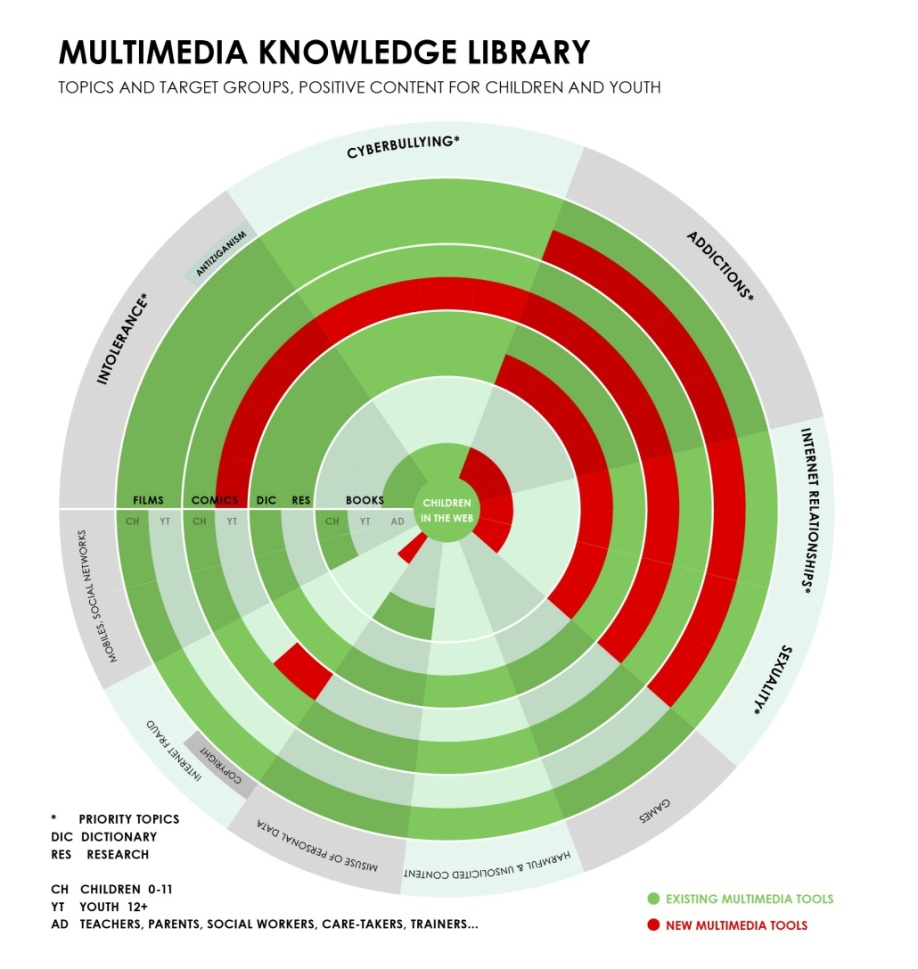 MULTIMEDIA KNOWLEDGE LIBRARY
TOPICS AND TARGET GROUPS, POSITIVE CONTENT FOR CHILDREN AND YOUTH
CYBERBULLYING*
ADDICTIONS*
ANTIZIGANISM
INTOLERANCE*
INTERNET RELATIONSHIPS*
FILMS COMICS DIC RES BOOKS
CHILDREN
IN THE WEB
CH YT CH YT CH YT AD
MOBILES, SOCIAL NETWORKS
SEXUALITY*
INTERNET FRAUD
COPYRIGHT
GAMES
MISUSE OF PERSONAL DATA
HARMFUL & UNSOLICITED CONTENT
* PRIORITY TOPICS
DIC DICTIONARY
RES RESEARCH
CH CHILDREN 0-11
YT YOUTH 12+
AD TEACHERS, PARENTS, SOCIAL WORKERS, CARE-TAKERS, TRAINERS...
EXISTING MULTIMEDIA TOOLS
NEW MULTIMEDIA TOOLS